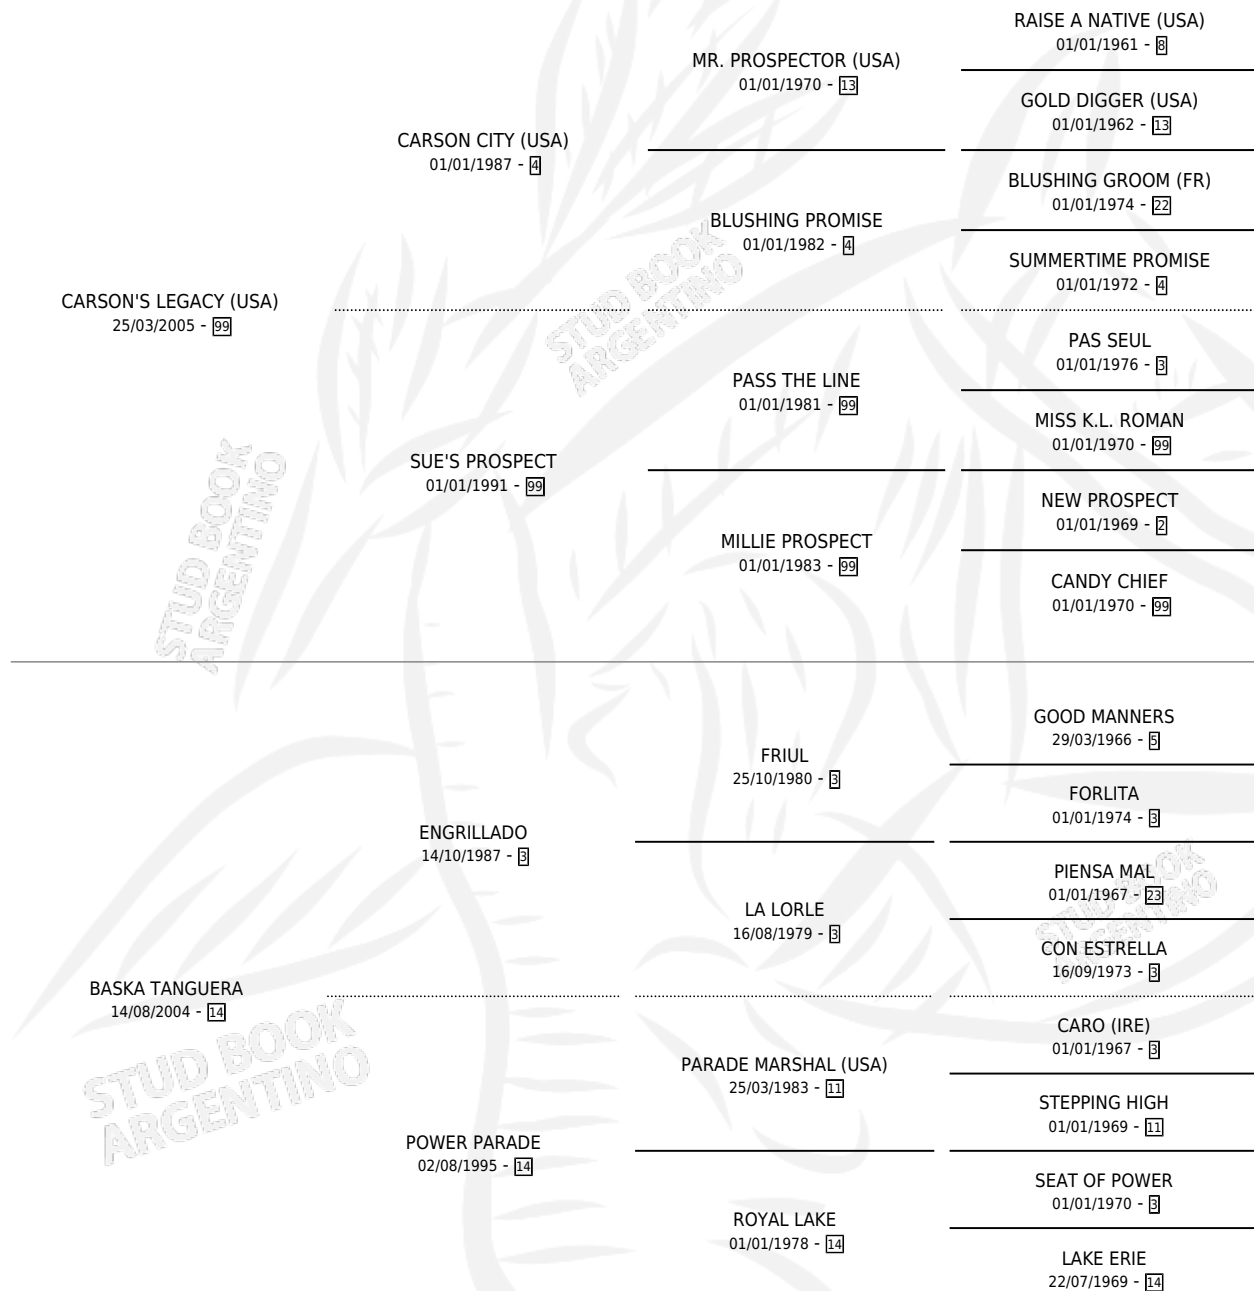 RAISE A NATIVE (USA)
01/01/1961 - 8
MR. PROSPECTOR (USA)
01/01/1970 - 13
GOLD DIGGER (USA)
01/01/1962 - 13
CARSON CITY (USA)
01/01/1987 - 4
BLUSHING GROOM (FR)
01/01/1974 - 22
BLUSHING PROMISE
01/01/1982 - 4
SUMMERTIME PROMISE
01/01/1972 - 4
CARSON'S LEGACY (USA)
25/03/2005 - 99
STUD BOOK
ARGENTINO
PAS SEUL
01/01/1976 - 3
PASS THE LINE
01/01/1981 - 99
MISS K.L. ROMAN
01/01/1970 - 99
SUE'S PROSPECT
01/01/1991 - 99
NEW PROSPECT
01/01/1969 - 2
MILLIE PROSPECT
01/01/1983 - 99
CANDY CHIEF
01/01/1970 - 99
STUD BOOK
ARGENTINO
GOOD MANNERS
29/03/1966 - 5
FRIUL
25/10/1980 - 3
FORLITA
01/01/1974 - 3
ENGRILLADO
14/10/1987 - 3
PIENSA MAL
01/01/1967 - 23
LA LORLE
16/08/1979 - 3
CON ESTRELLA
16/09/1973 - 3
STUD BOOK
ARGENTINO
BASKA TANGUERA
14/08/2004 - 14
CARO (IRE)
01/01/1967 - 3
PARADE MARSHAL (USA)
25/03/1983 - 11
STEPPING HIGH
01/01/1969 - 11
STUD BOOK
ARGENTINO
POWER PARADE
02/08/1995 - 14
SEAT OF POWER
01/01/1970 - 3
ROYAL LAKE
01/01/1978 - 14
LAKE ERIE
22/07/1969 - 14